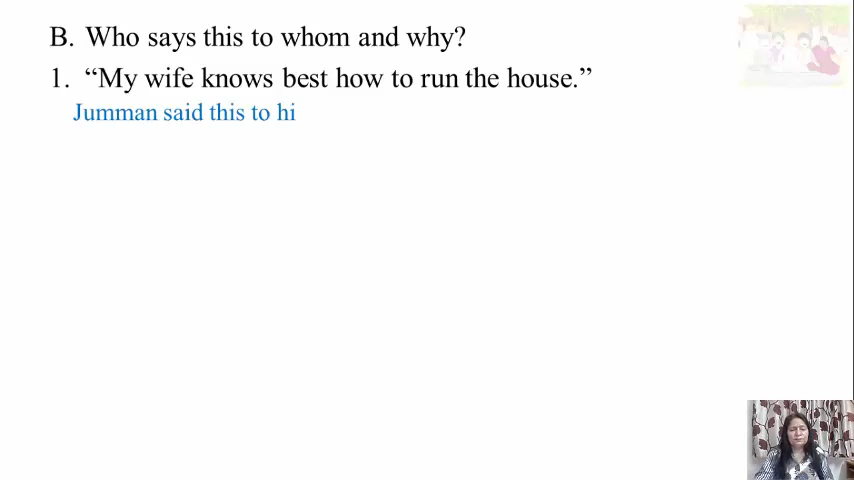 B. Who says this to whom and why?
1. “My wife knows best how to run the house.”
Jumman said this to hi